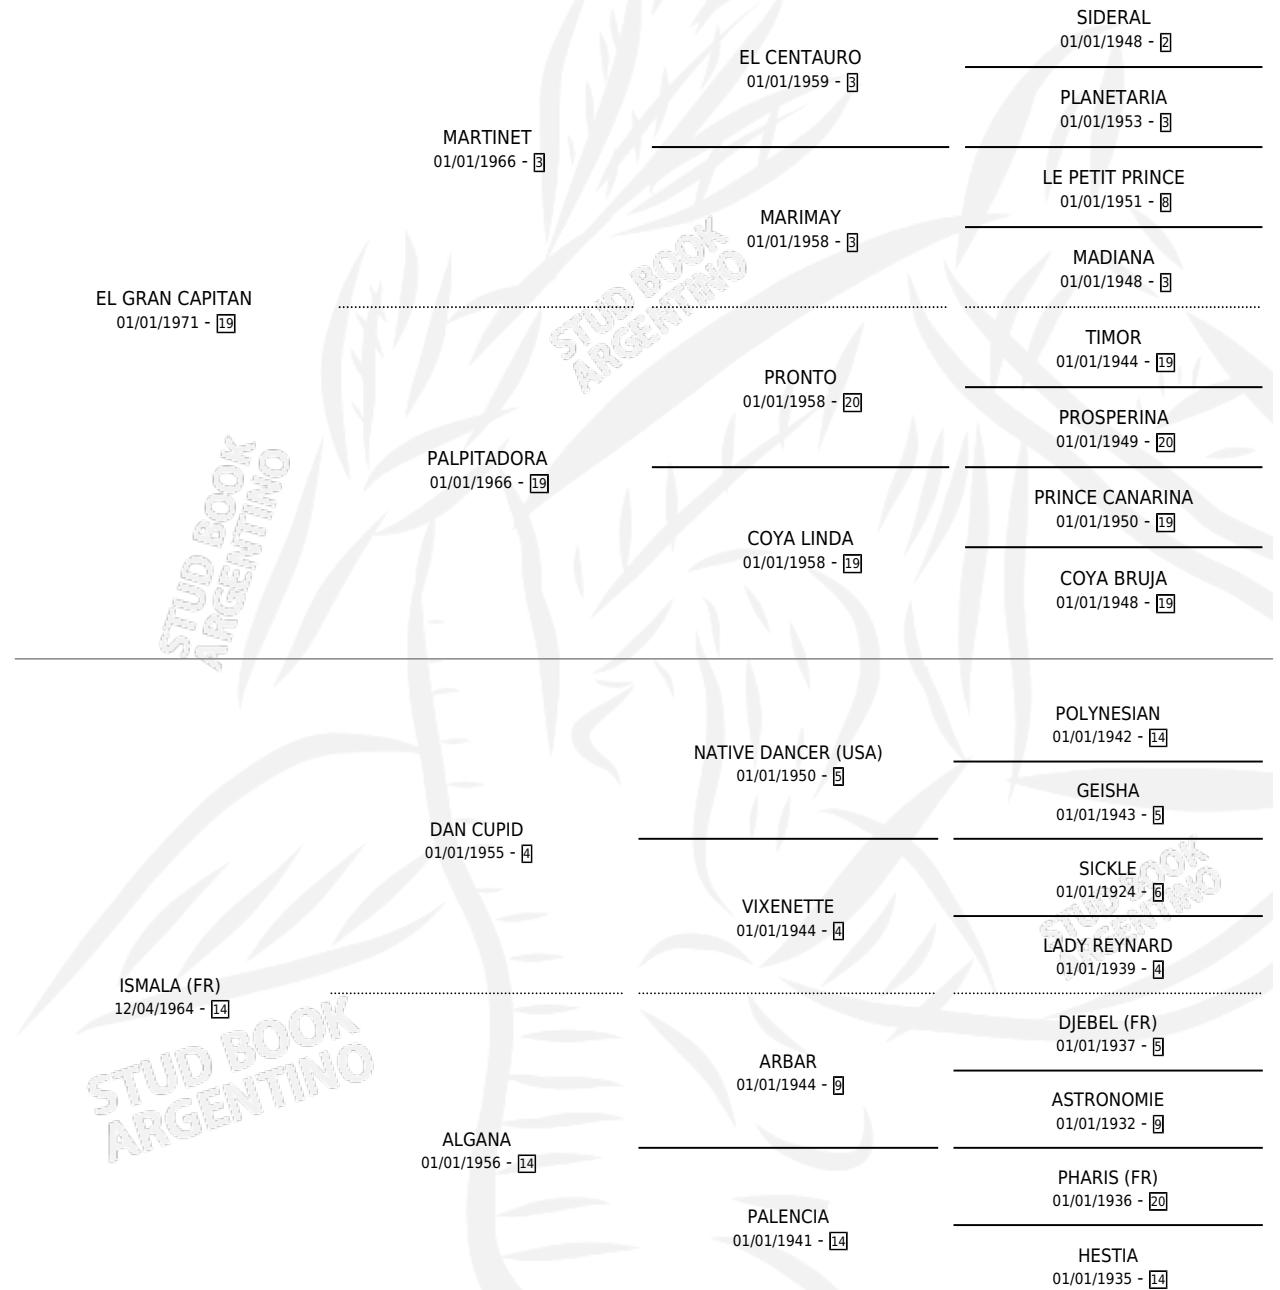 SIDERAL
01/01/1948 - 2
EL CENTAURO
01/01/1959 - 3
PLANETARIA
01/01/1953 - 3
MARTINET
01/01/1966 - 3
LE PETIT PRINCE
01/01/1951 - 8
MARIMAY
01/01/1958 - 3
MADIANA
01/01/1948 - 3
EL GRAN CAPITAN
01/01/1971 - 19
TIMOR
01/01/1944 - 19
PRONTO
01/01/1958 - 20
PROSPERINA
01/01/1949 - 20
PALPITADORA
01/01/1966 - 19
PRINCE CANARINA
01/01/1950 - 19
COYA LINDA
01/01/1958 - 19
COYA BRUJA
01/01/1948 - 19
STUD BOOK
ARGENTINO
STUD BOOK
ARGENTINO
POLYNESIAN
01/01/1942 - 14
NATIVE DANCER (USA)
01/01/1950 - 5
GEISHA
01/01/1943 - 5
DAN CUPID
01/01/1955 - 4
SICKLE
01/01/1924 - 6
VIXENETTE
01/01/1944 - 4
LADY REYNARD
01/01/1939 - 4
STUD BOOK
ARGENTINO
ISMALA (FR)
12/04/1964 - 14
DJEBEL (FR)
01/01/1937 - 5
ARBAR
01/01/1944 - 9
ASTRONOMIE
01/01/1932 - 9
STUD BOOK
ARGENTINO
ALGANA
01/01/1956 - 14
PHARIS (FR)
01/01/1936 - 20
PALENCIA
01/01/1941 - 14
HESTIA
01/01/1935 - 14